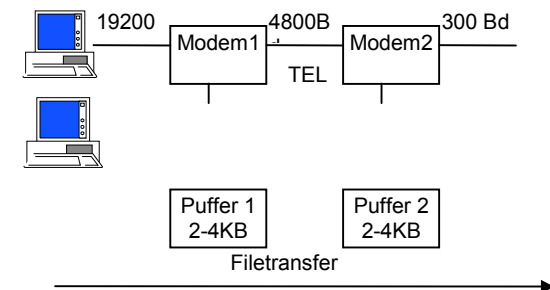 19200 4800B 300 Bd
Modem1 Modem2
TEL
Puffer 1 Puffer 2
2-4KB 2-4KB
Filetransfer